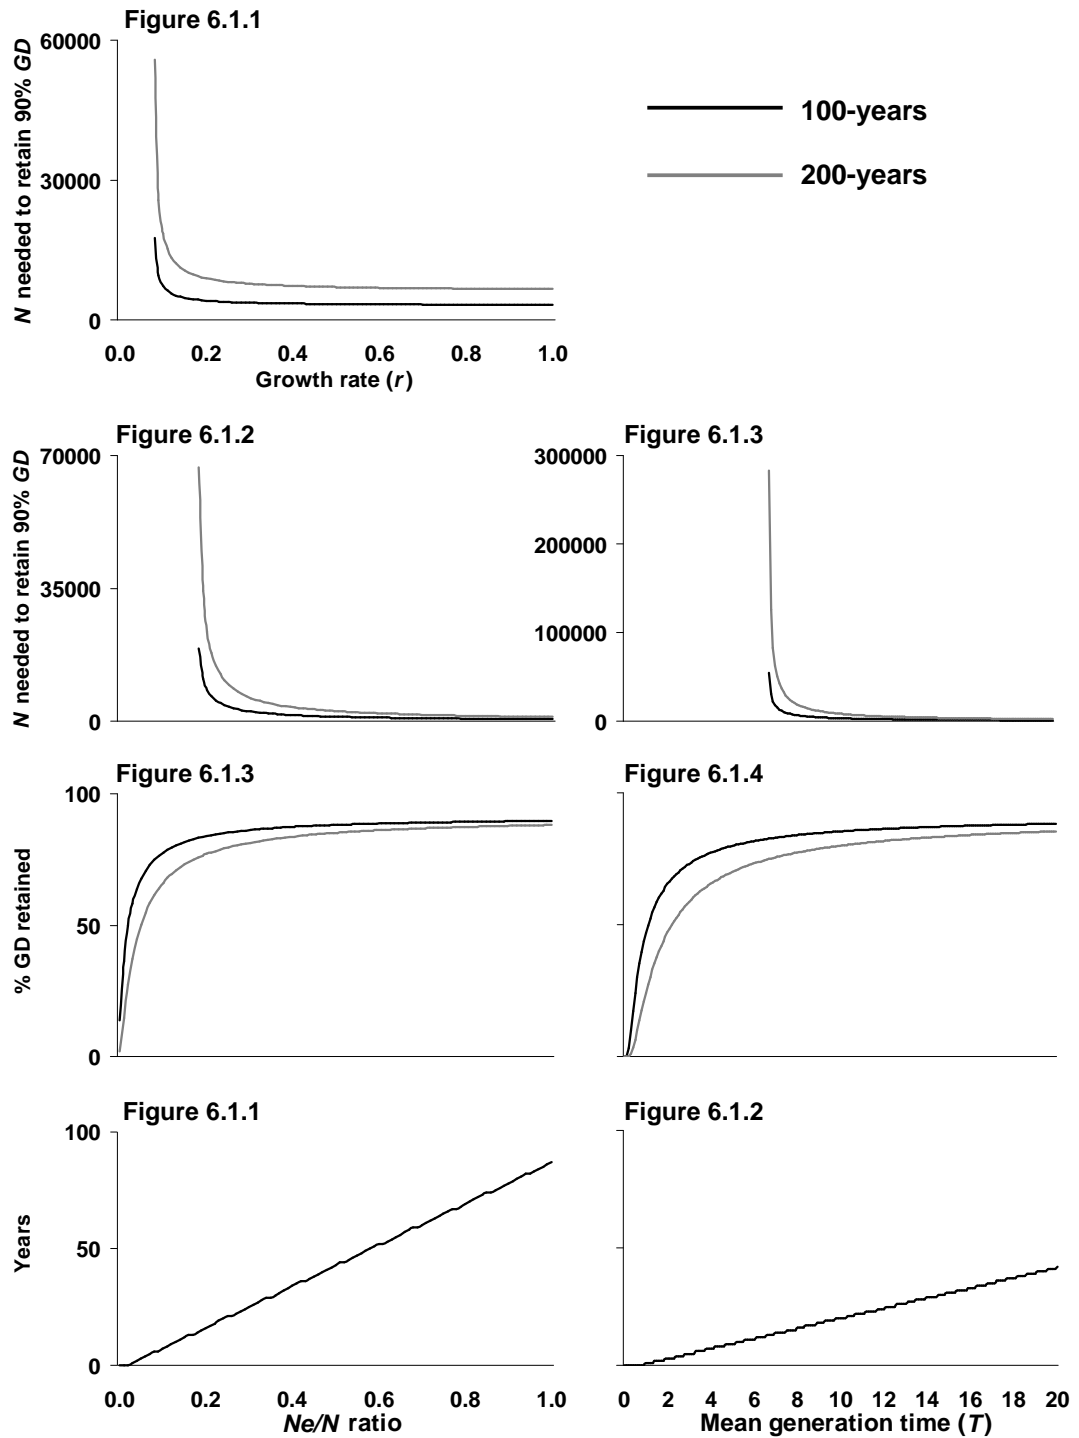 Figure 6.1.1
N needed to retain 90% GD
60000
30000
0
0.0 0.2 0.4 0.6 0.8 1.0
Growth rate (r)
100-years
200-years
Figure 6.1.2
N needed to retain 90% GD
70000
35000
0
Figure 6.1.3
300000
200000
100000
0
Figure 6.1.3
% GD retained
100
50
0
Figure 6.1.4
Figure 6.1.1
Years
100
50
0
0.0 0.2 0.4 0.6 0.8 1.0
Ne/N ratio
Figure 6.1.2
0 2 4 6 8 10 12 14 16 18 20
Mean generation time (T)